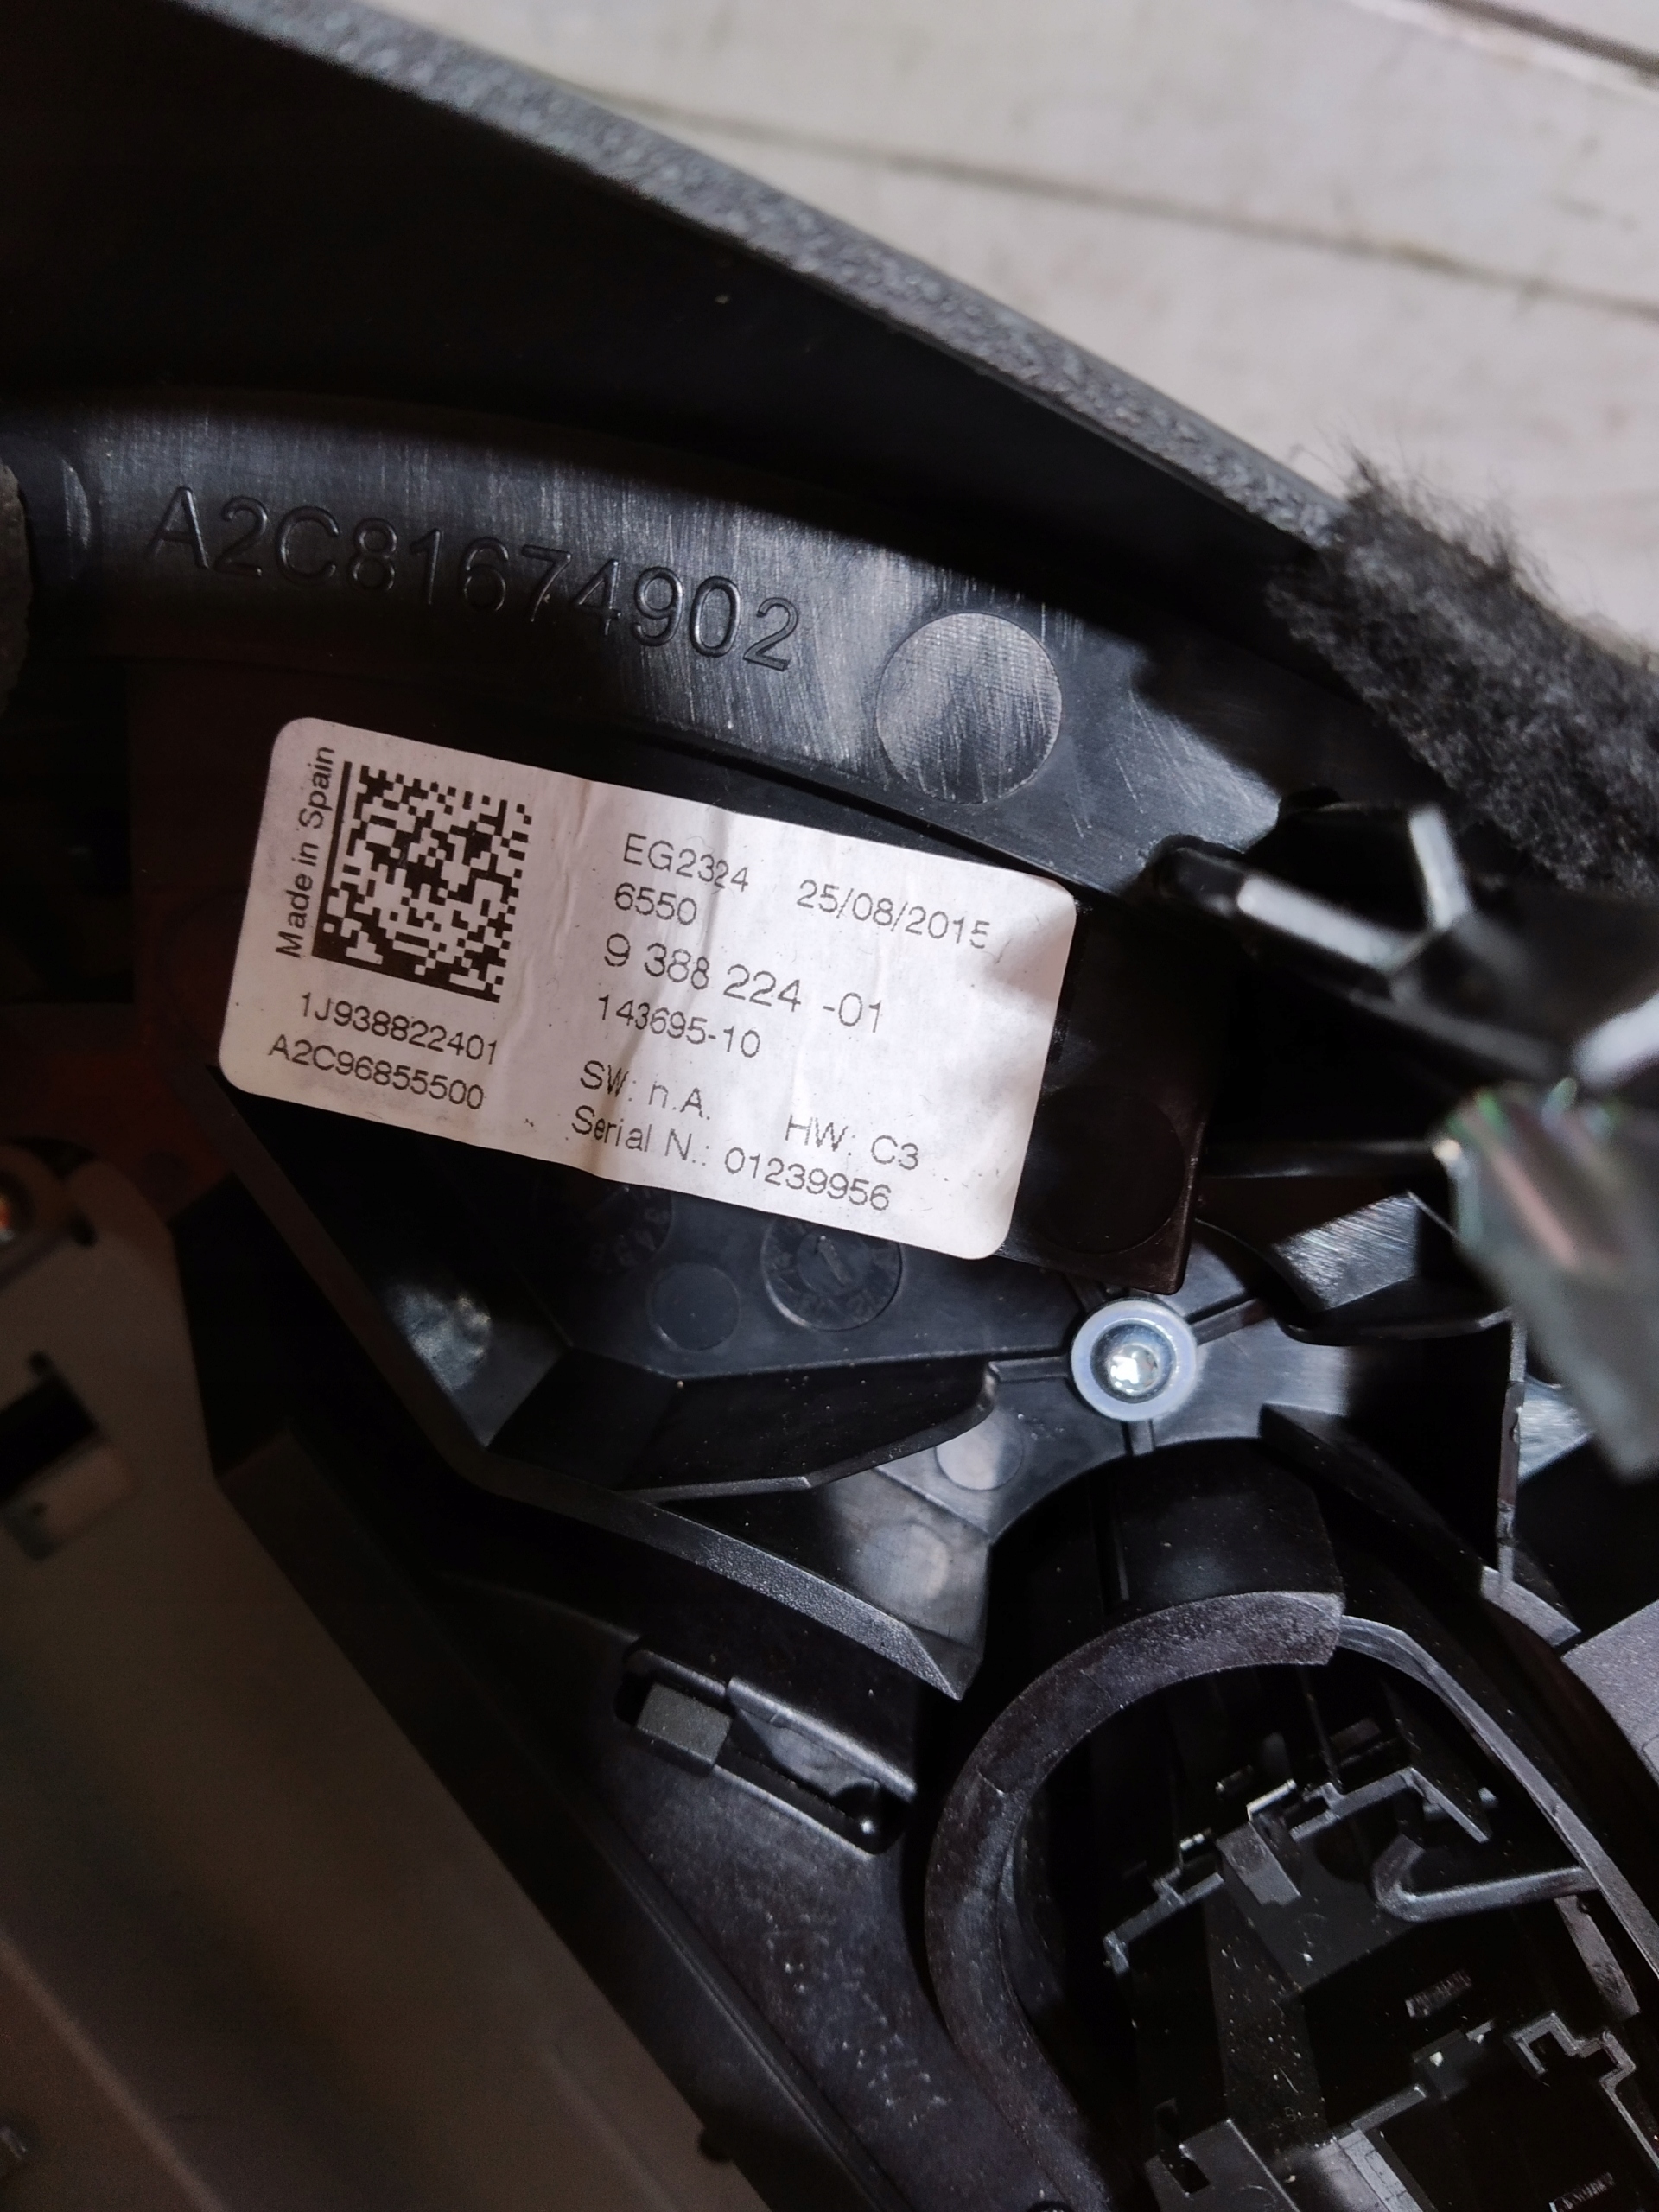 A2C81674902
Made in Spain
EG2324 25/08/2015
6550
9 388 224 -01
143695-10
1J938822401
A2C96855500
SW: n.A. HW: C3
Serial N.: 01239956